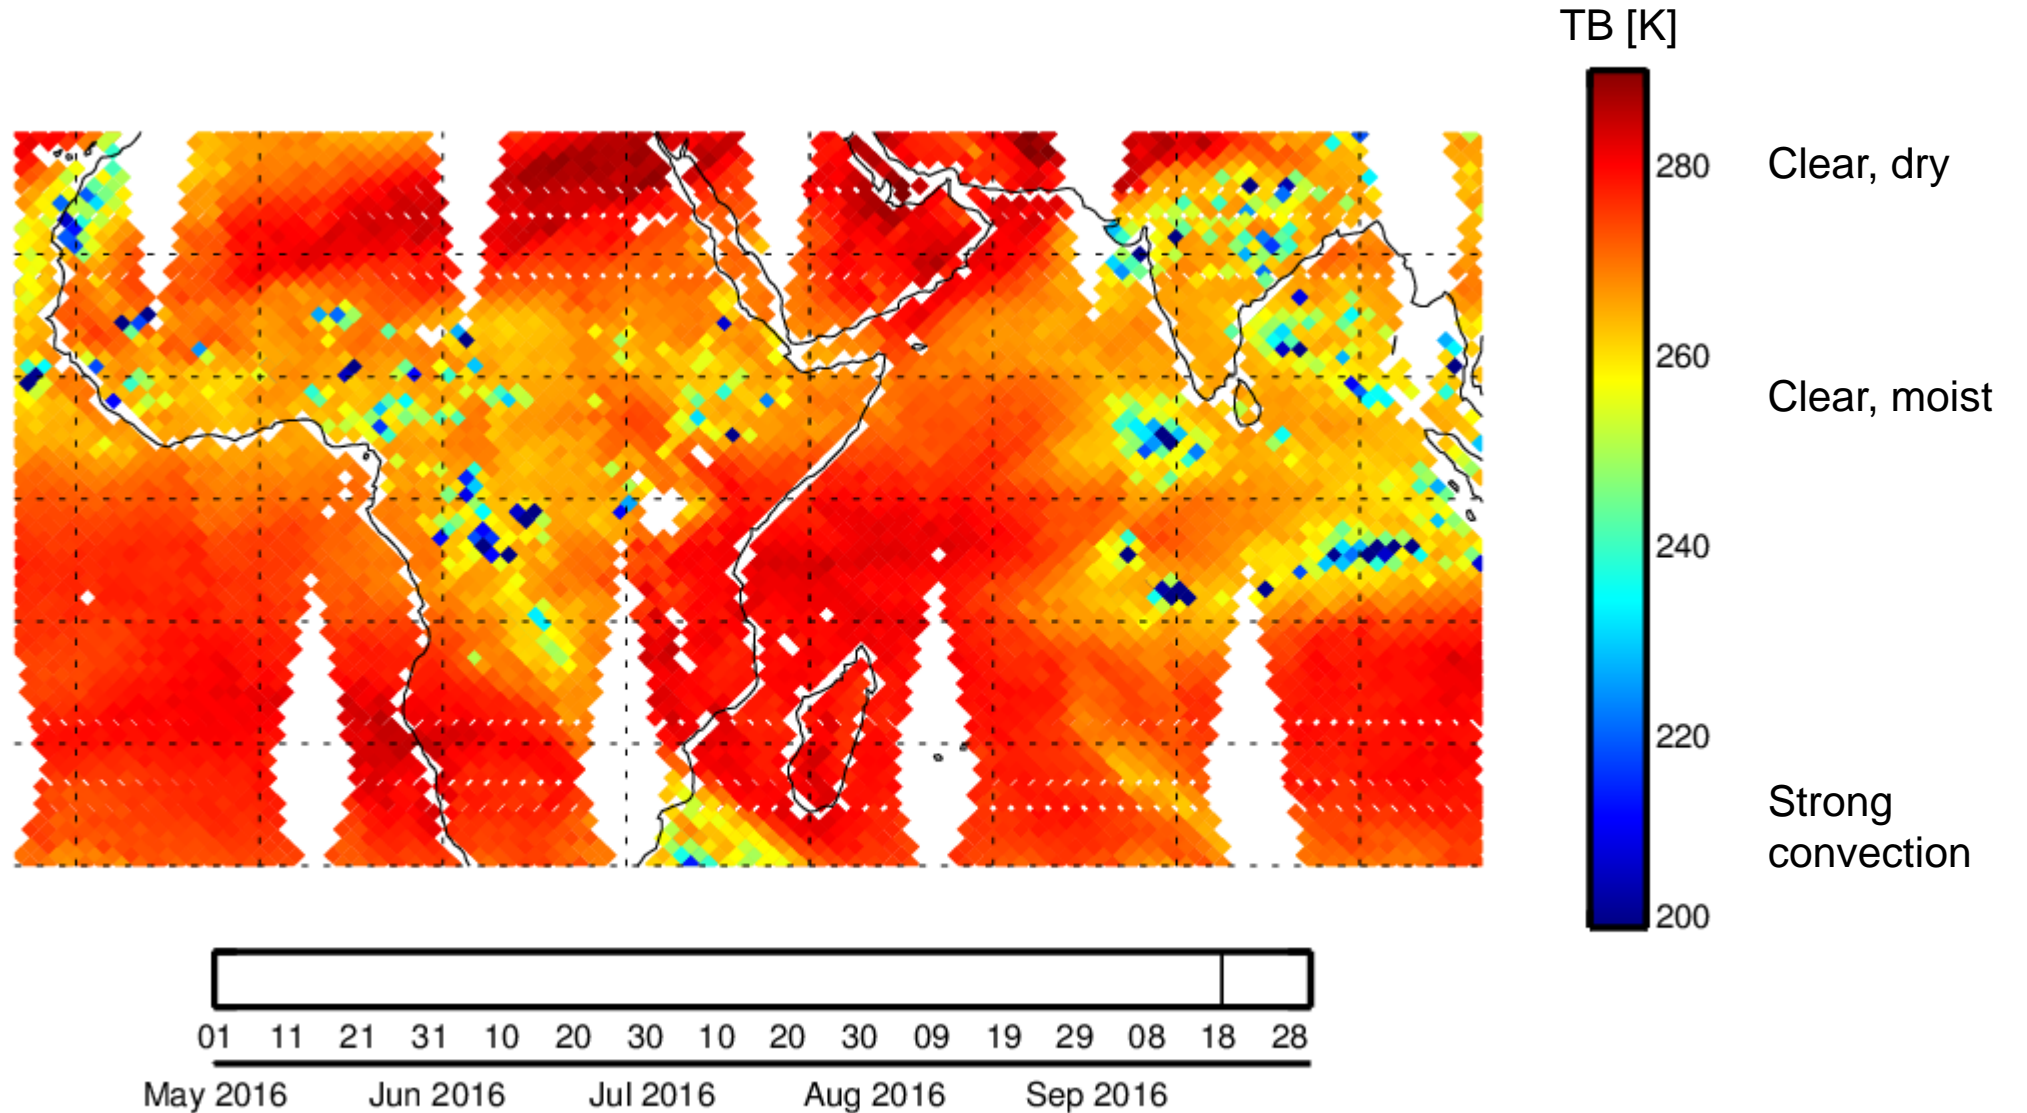 TB [K]
280
Clear, dry
260
Clear, moist
240
220
Strong
convection
200
01 11 21 31 10 20 30 10 20 30 09 19 29 08 18 28
May 2016 Jun 2016 Jul 2016 Aug 2016 Sep 2016